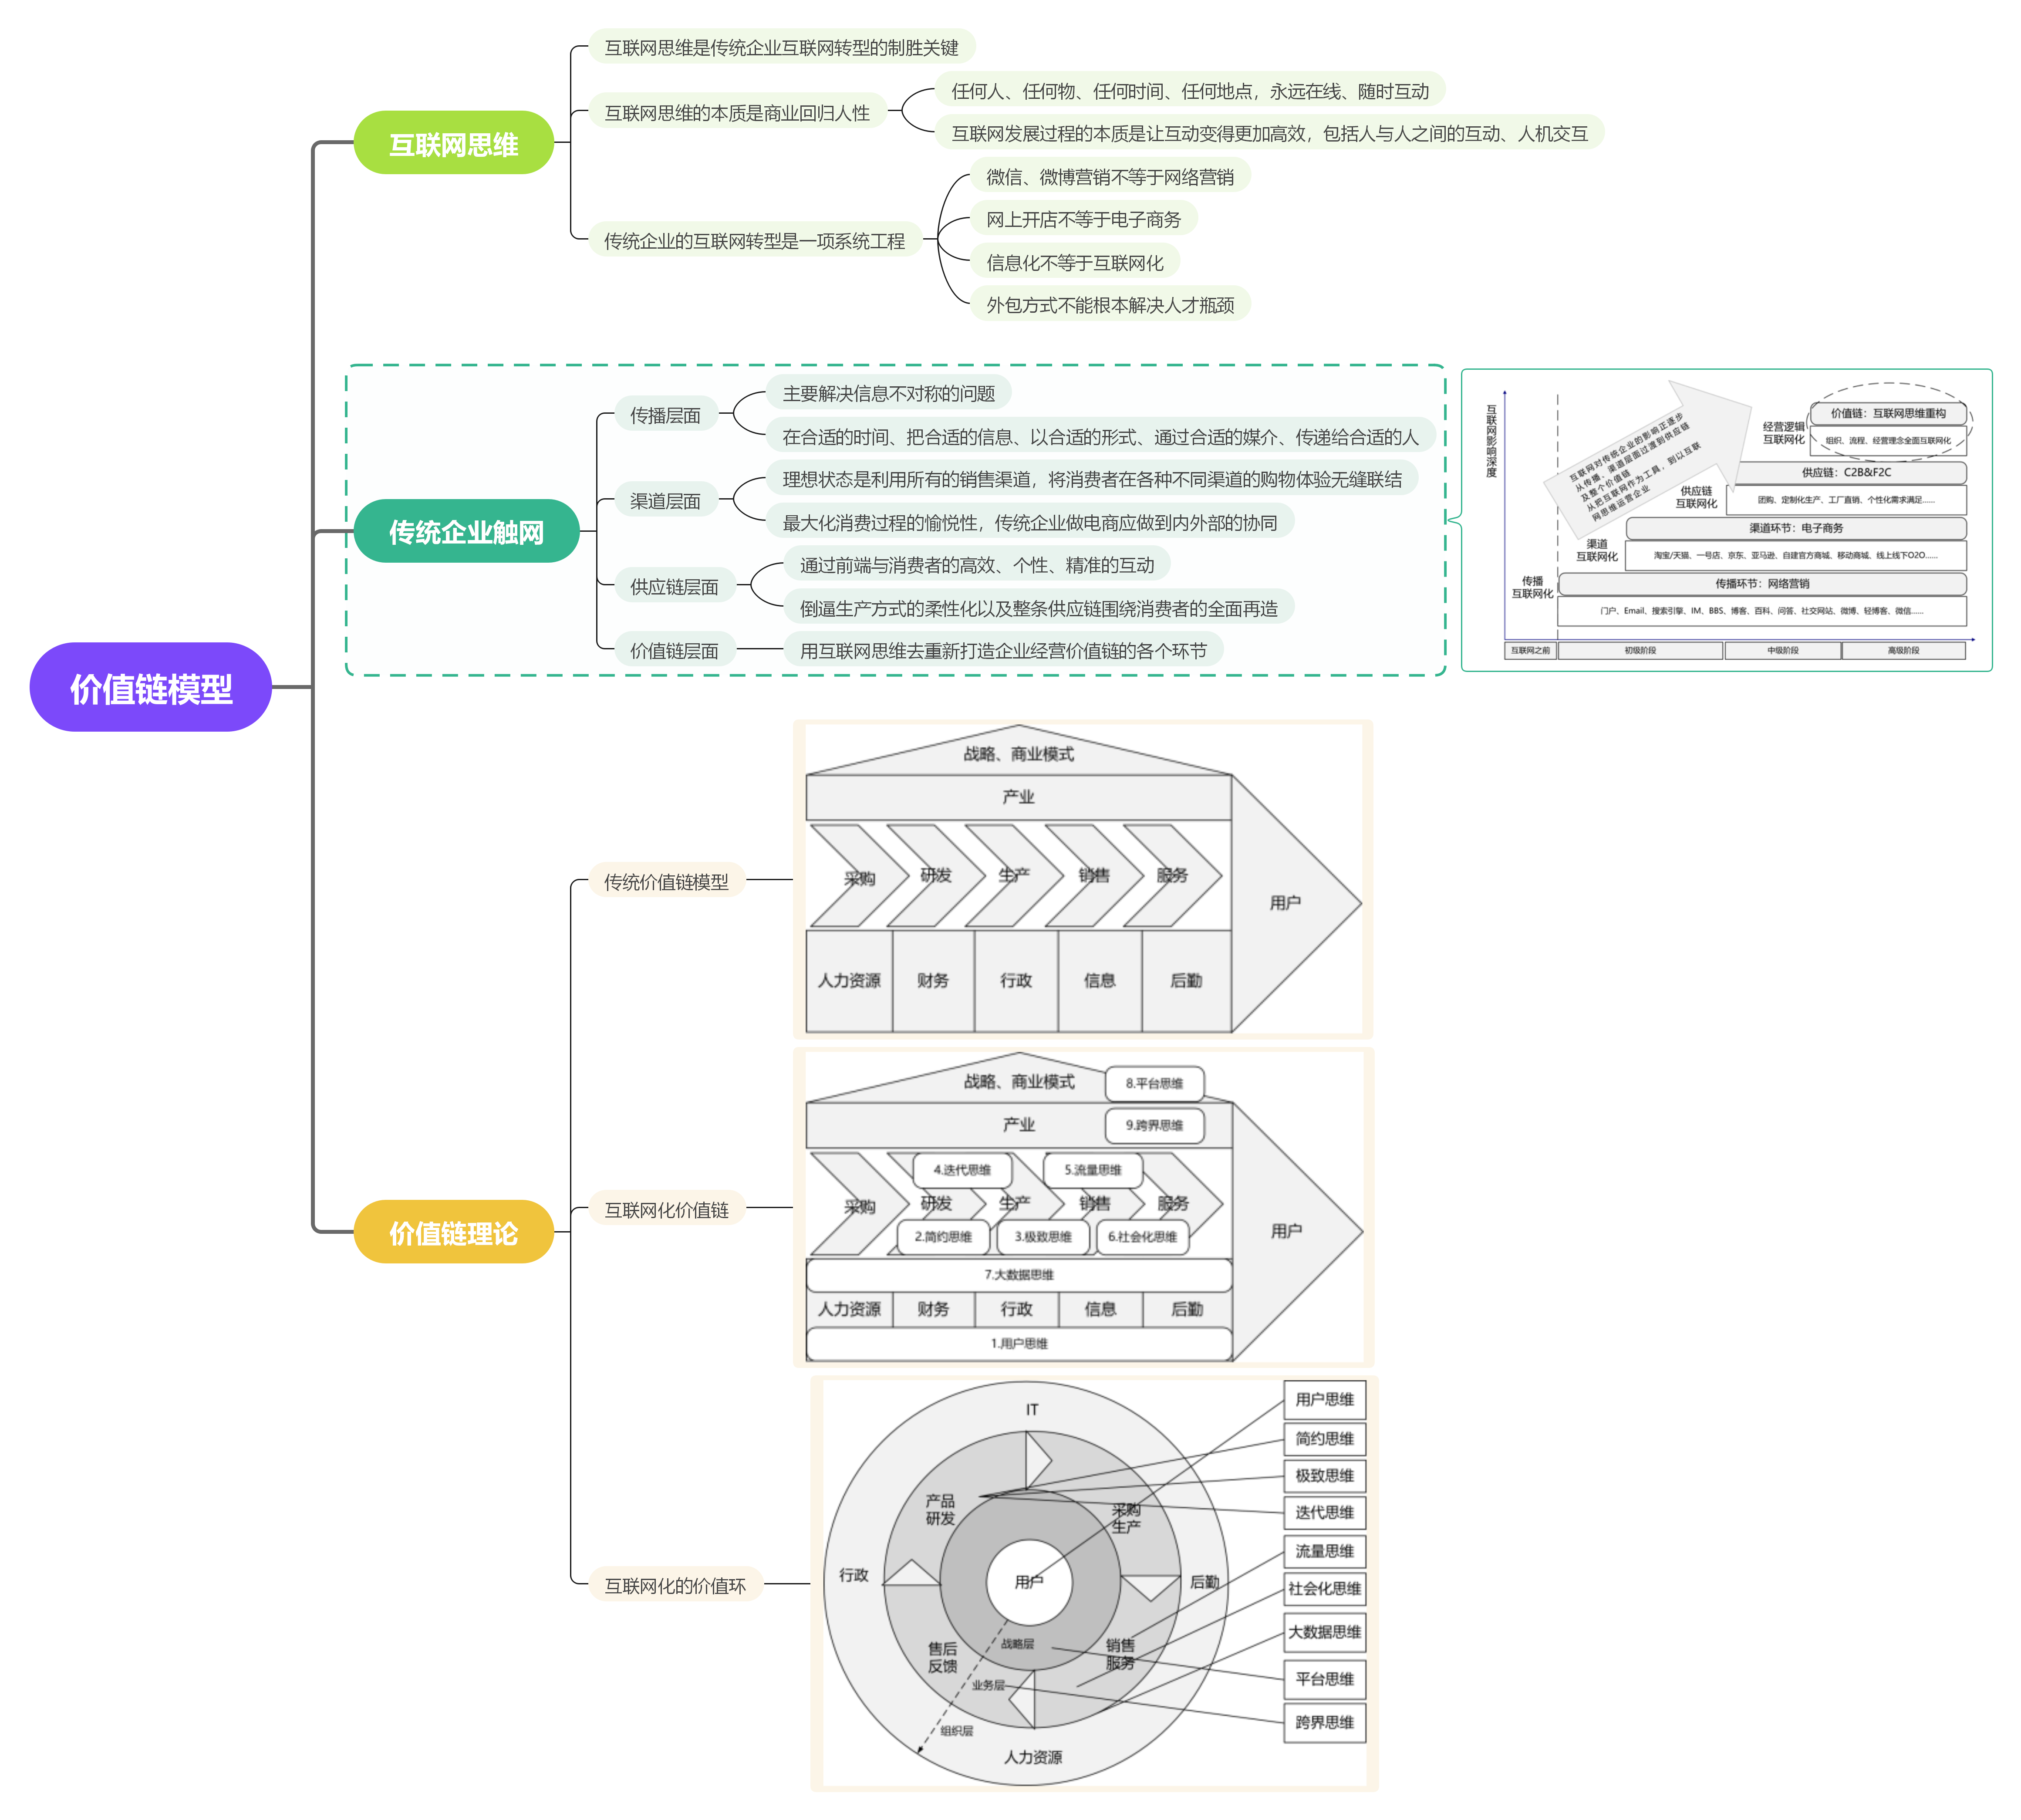 价值链模型
互联网思维
互联网思维是传统企业互联网转型的制胜关键
互联网思维的本质是商业回归人性
任何人、任何物、任何时间、任何地点，永远在线、随时互动
互联网发展过程的本质是让互动变得更加高效，包括人与人之间的互动、人机交互
传统企业的互联网转型是一项系统工程
微信、微博营销不等于网络营销
网上开店不等于电子商务
信息化不等于互联网化
外包方式不能根本解决人才瓶颈
传统企业触网
传播层面
主要解决信息不对称的问题
在合适的时间、把合适的信息、以合适的形式、通过合适的媒介、传递给合适的人
渠道层面
理想状态是利用所有的销售渠道，将消费者在各种不同渠道的购物体验无缝联结
最大化消费过程的愉悦性，传统企业做电商应做到内外部的协同
供应链层面
通过前端与消费者的高效、个性、精准的互动
倒逼生产方式的柔性化以及整条供应链围绕消费者的全面再造
价值链层面
用互联网思维去重新打造企业经营价值链的各个环节
互联网影响深度
互联网对传统企业的影响正逐步
从传播、渠道层面过渡到供应链
及整个价值链
从把互联网作为工具，到以互联
网思维运营企业
经营逻辑
互联网化
价值链：互联网思维重构
组织、流程、经营理念全面互联网化
供应链
互联网化
供应链：C2B&F2C
团购、定制化生产、工厂直销、个性化需求满足……
渠道
互联网化
渠道环节：电子商务
淘宝/天猫、一号店、京东、亚马逊、自建官方商城、移动商城、线上线下O2O……
传播
互联网化
传播环节：网络营销
门户、Email、搜索引擎、IM、BBS、博客、百科、问答、社交网站、微博、轻博客、微信……
互联网之前
初级阶段
中级阶段
高级阶段
价值链理论
传统价值链模型
战略、商业模式
产业
采购
研发
生产
销售
服务
用户
人力资源
财务
行政
信息
后勤
互联网化价值链
战略、商业模式
8.平台思维
产业
9.跨界思维
4.迭代思维
5.流量思维
采购
研发
生产
销售
服务
用户
2.简约思维
3.极致思维
6.社会化思维
7.大数据思维
人力资源
财务
行政
信息
后勤
1.用户思维
互联网化的价值环
IT
产品
研发
采购
生产
行政
用户
后勤
售后
反馈
战略层
销售
服务
业务层
组织层
人力资源
用户思维
简约思维
极致思维
迭代思维
流量思维
社会化思维
大数据思维
平台思维
跨界思维